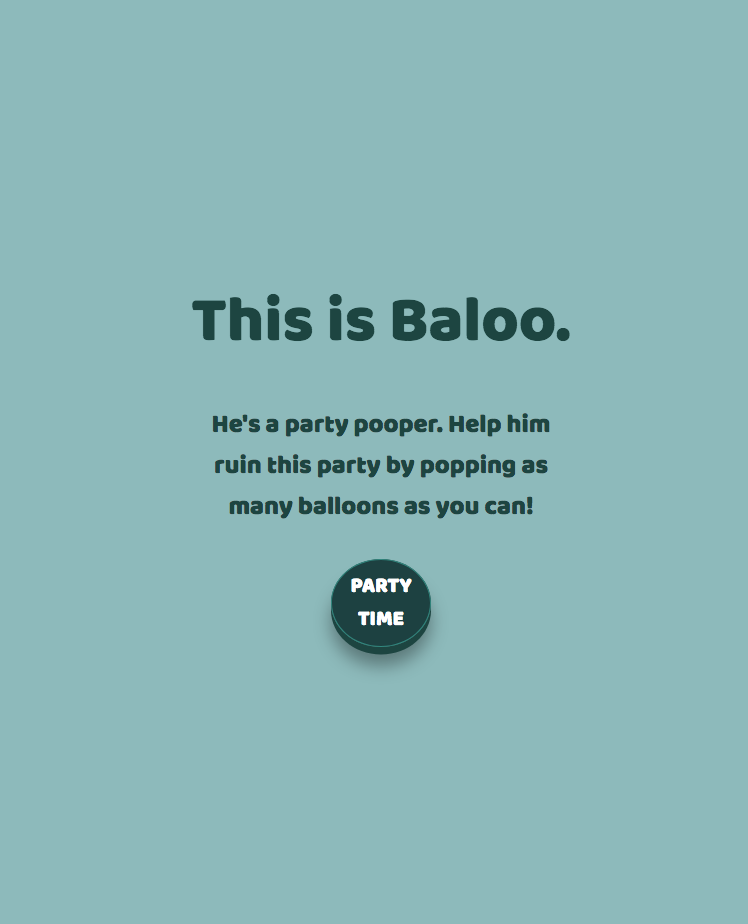 This is Baloo.
He's a party pooper. Help him
ruin this party by popping as
many balloons as you can!
PARTY
TIME